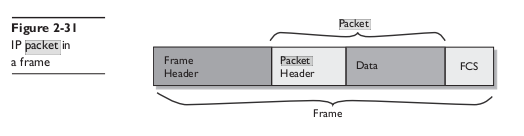 Figure 2-31
IP packet in
a frame
Packet
Frame
Header
Packet
Header
Data
FCS
Frame